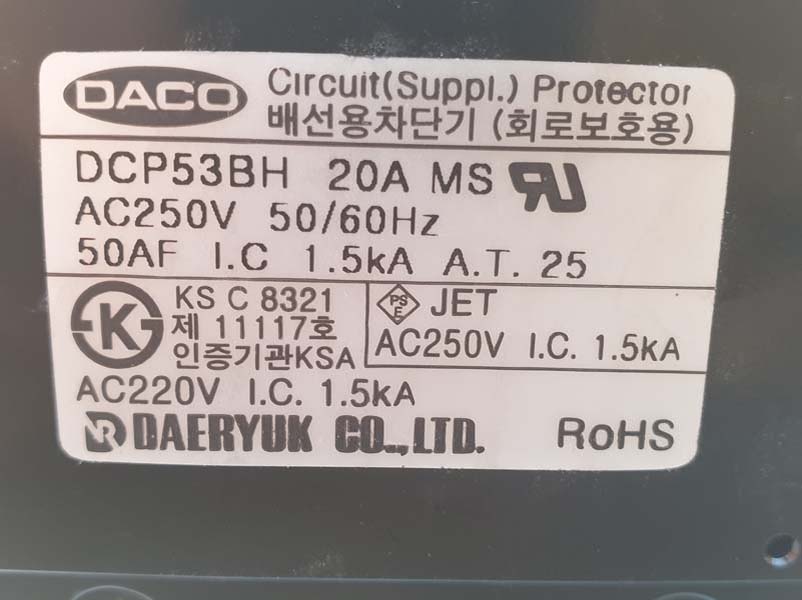 DACO Circuit(Suppl.) Protector
배선용차단기 (회로보호용)
DCP53BH 20A MS RU
AC250V 50/60Hz
50AF I.C 1.5kA A.T. 25
K KS C 8321
제 11117호
인증기관KSA
PSE JET
AC250V I.C. 1.5kA
AC220V I.C. 1.5kA
DAERYUK CO.,LTD. RoHS